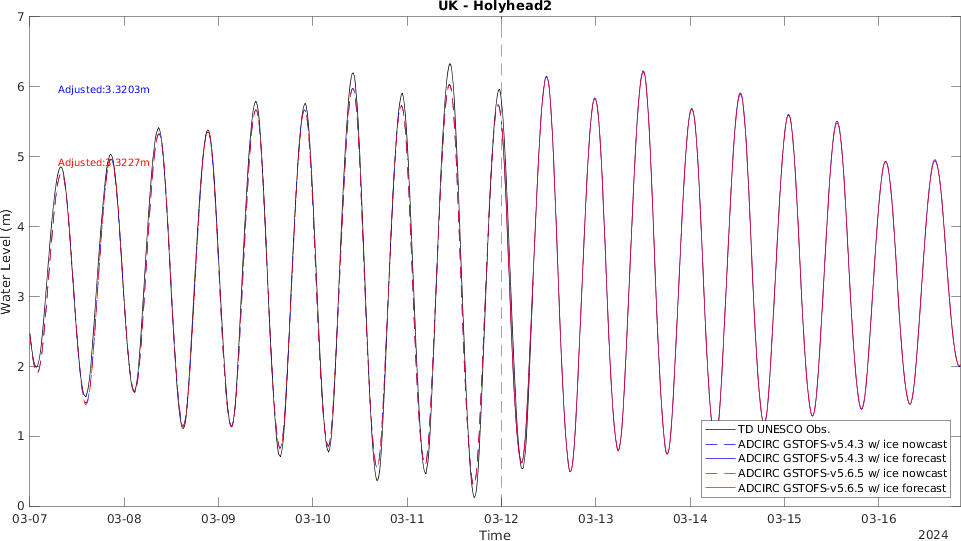 UK - Holyhead2
7
6
5
4
3
2
1
0
Water Level (m)
Adjusted:3.3203m
Adjusted:3.3227m
TD UNESCO Obs.
ADCIRC GSTOFS-v5.4.3 w/ ice nowcast
ADCIRC GSTOFS-v5.4.3 w/ ice forecast
ADCIRC GSTOFS-v5.6.5 w/ ice nowcast
ADCIRC GSTOFS-v5.6.5 w/ ice forecast
03-07 03-08 03-09 03-10 03-11 03-12 03-13 03-14 03-15 03-16
Time
2024